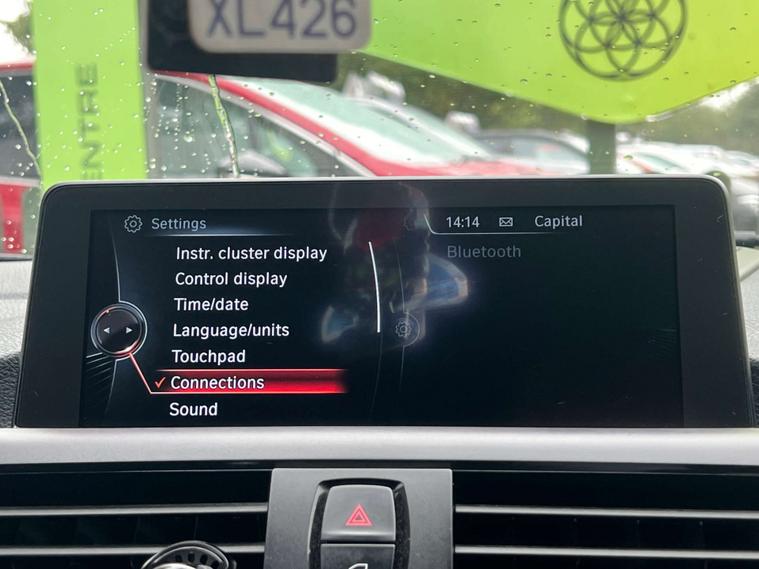 XL426
ENTRE
Settings
14:14
Capital
Instr. cluster display
Bluetooth
Control display
Time/date
Language/units
Touchpad
✓ Connections
Sound